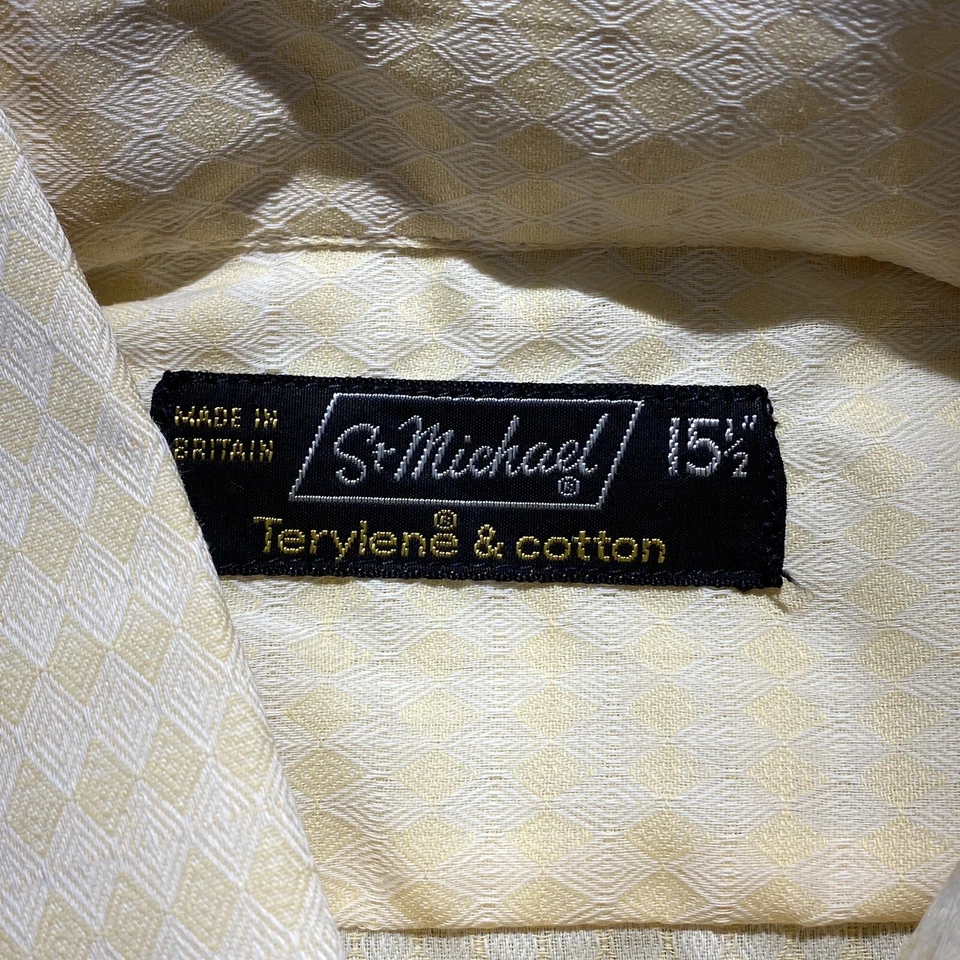 MADE IN
BRITAIN
St Michael®
15½"
Terylene® & cotton